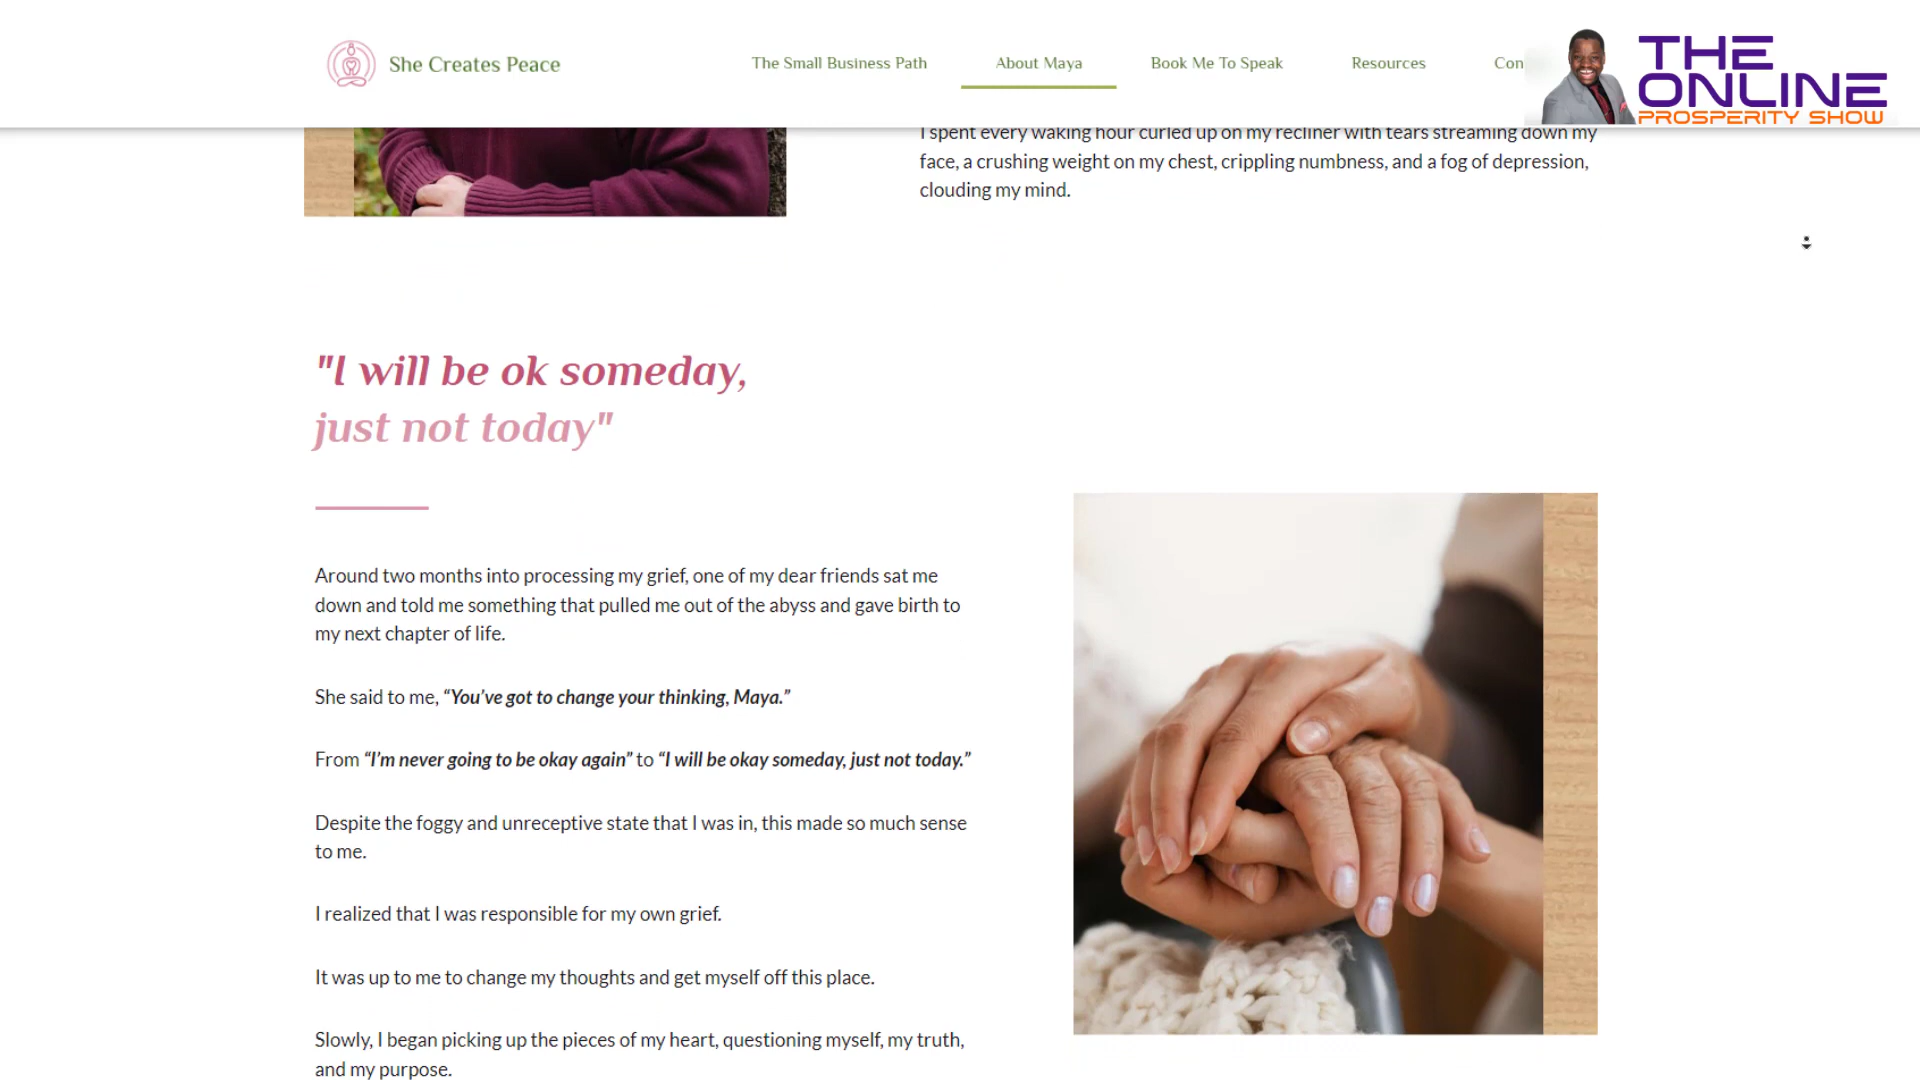 She Creates Peace
The Small Business Path
About Maya
Book Me To Speak
Resources
Con
THE
ONLINE
PROSPERITY SHOW
I spent every waking hour curled up on my recliner with tears streaming down my
face, a crushing weight on my chest, crippling numbness, and a fog of depression,
clouding my mind.
"I will be ok someday,
just not today"
Around two months into processing my grief, one of my dear friends sat me
down and told me something that pulled me out of the abyss and gave birth to
my next chapter of life.
She said to me, “You’ve got to change your thinking, Maya.”
From “I’m never going to be okay again” to “I will be okay someday, just not today.”
Despite the foggy and unreceptive state that I was in, this made so much sense
to me.
I realized that I was responsible for my own grief.
It was up to me to change my thoughts and get myself off this place.
Slowly, I began picking up the pieces of my heart, questioning myself, my truth,
and my purpose.